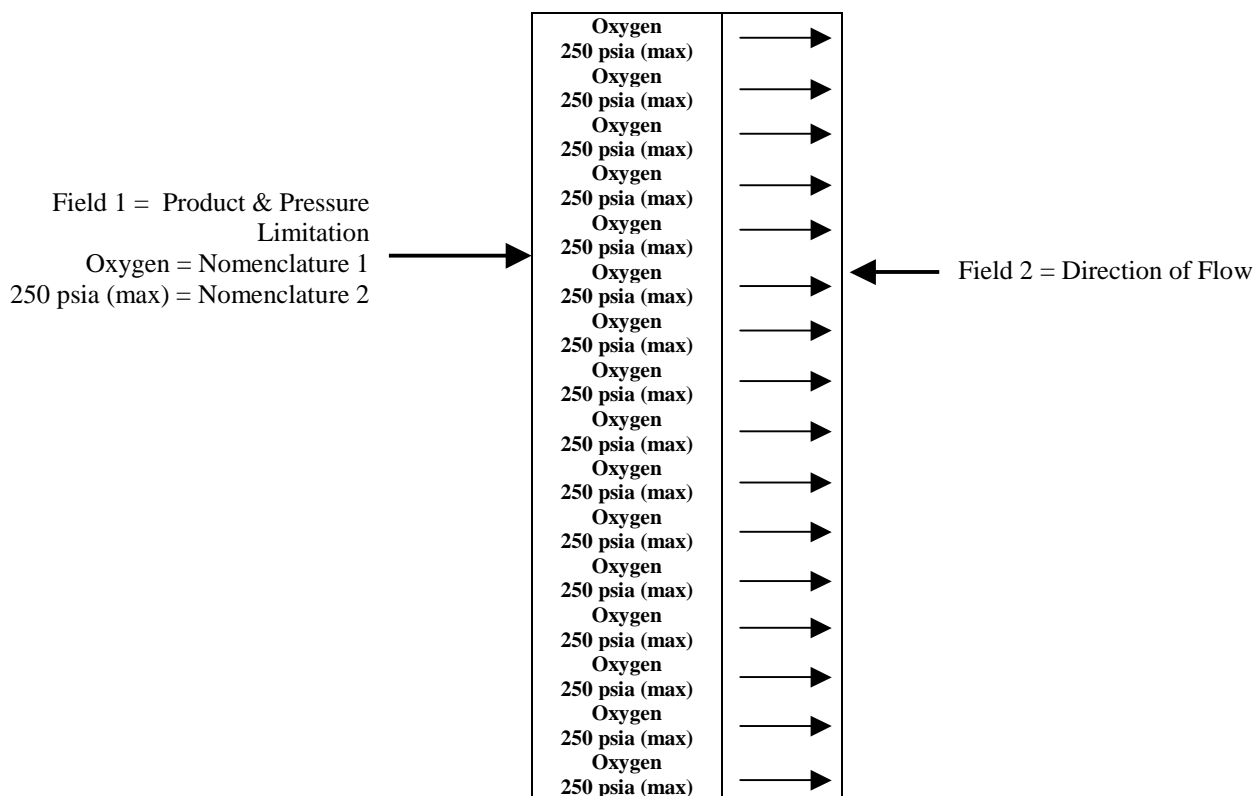 Field 1 = Product & Pressure
Limitation
Oxygen = Nomenclature 1
250 psia (max) = Nomenclature 2
Oxygen
250 psia (max)
Oxygen
250 psia (max)
Oxygen
250 psia (max)
Oxygen
250 psia (max)
Oxygen
250 psia (max)
Oxygen
250 psia (max)
Oxygen
250 psia (max)
Oxygen
250 psia (max)
Oxygen
250 psia (max)
Oxygen
250 psia (max)
Oxygen
250 psia (max)
Oxygen
250 psia (max)
Oxygen
250 psia (max)
Oxygen
250 psia (max)
Oxygen
250 psia (max)
Oxygen
250 psia (max)
Field 2 = Direction of Flow